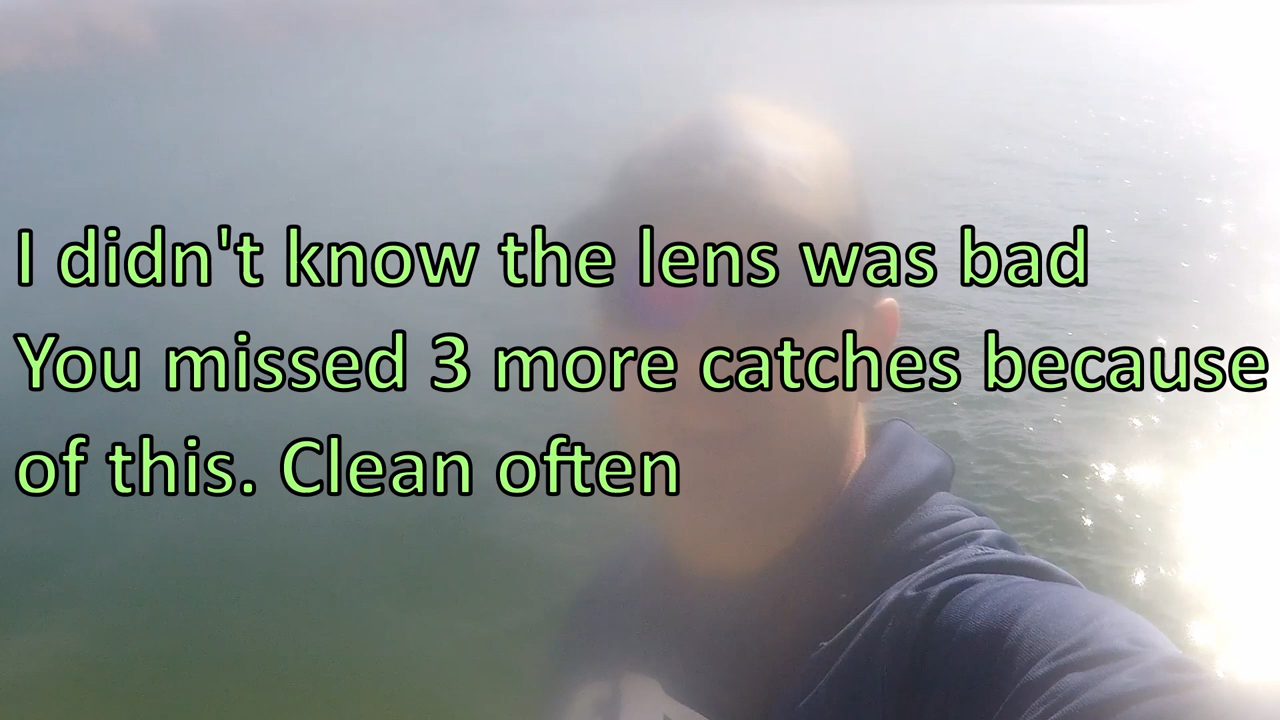 I didn't know the lens was bad
You missed 3 more catches because
of this. Clean often